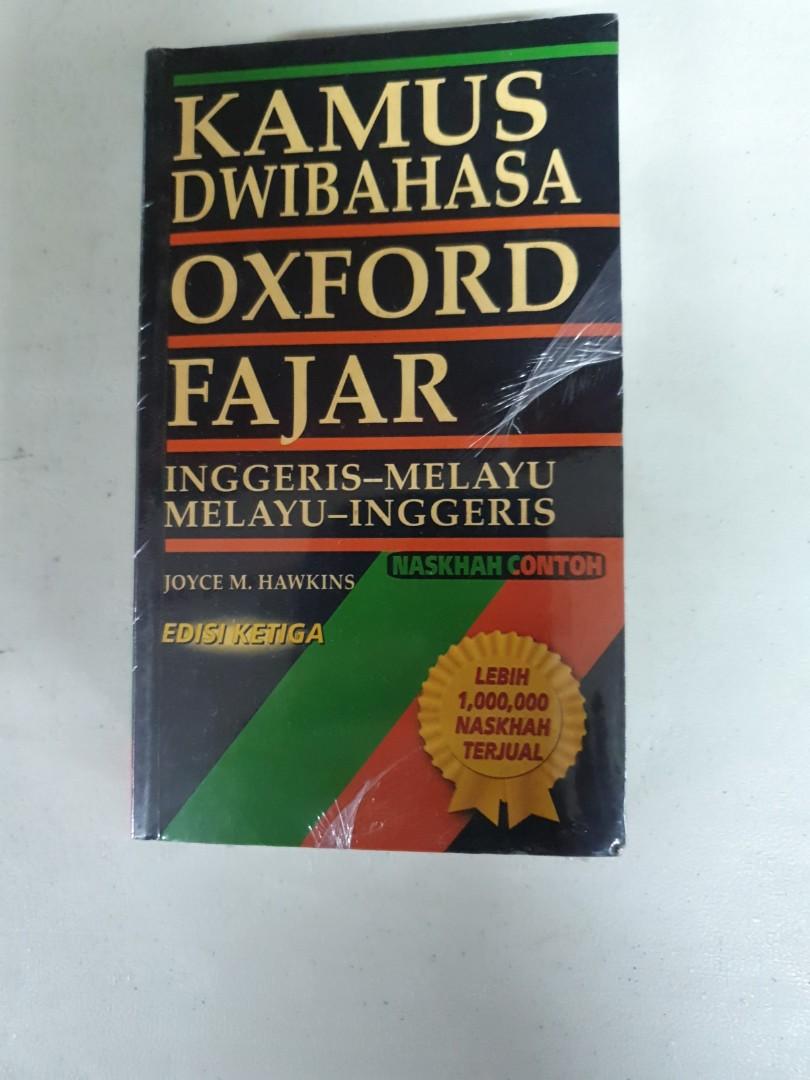 KAMUS
DWIBAHASA
OXFORD
FAJAR
INGGERIS–MELAYU
MELAYU–INGGERIS
NASKHAH CONTOH
JOYCE M. HAWKINS
EDISI KETIGA
LEBIH
1,000,000
NASKHAH
TERJUAL